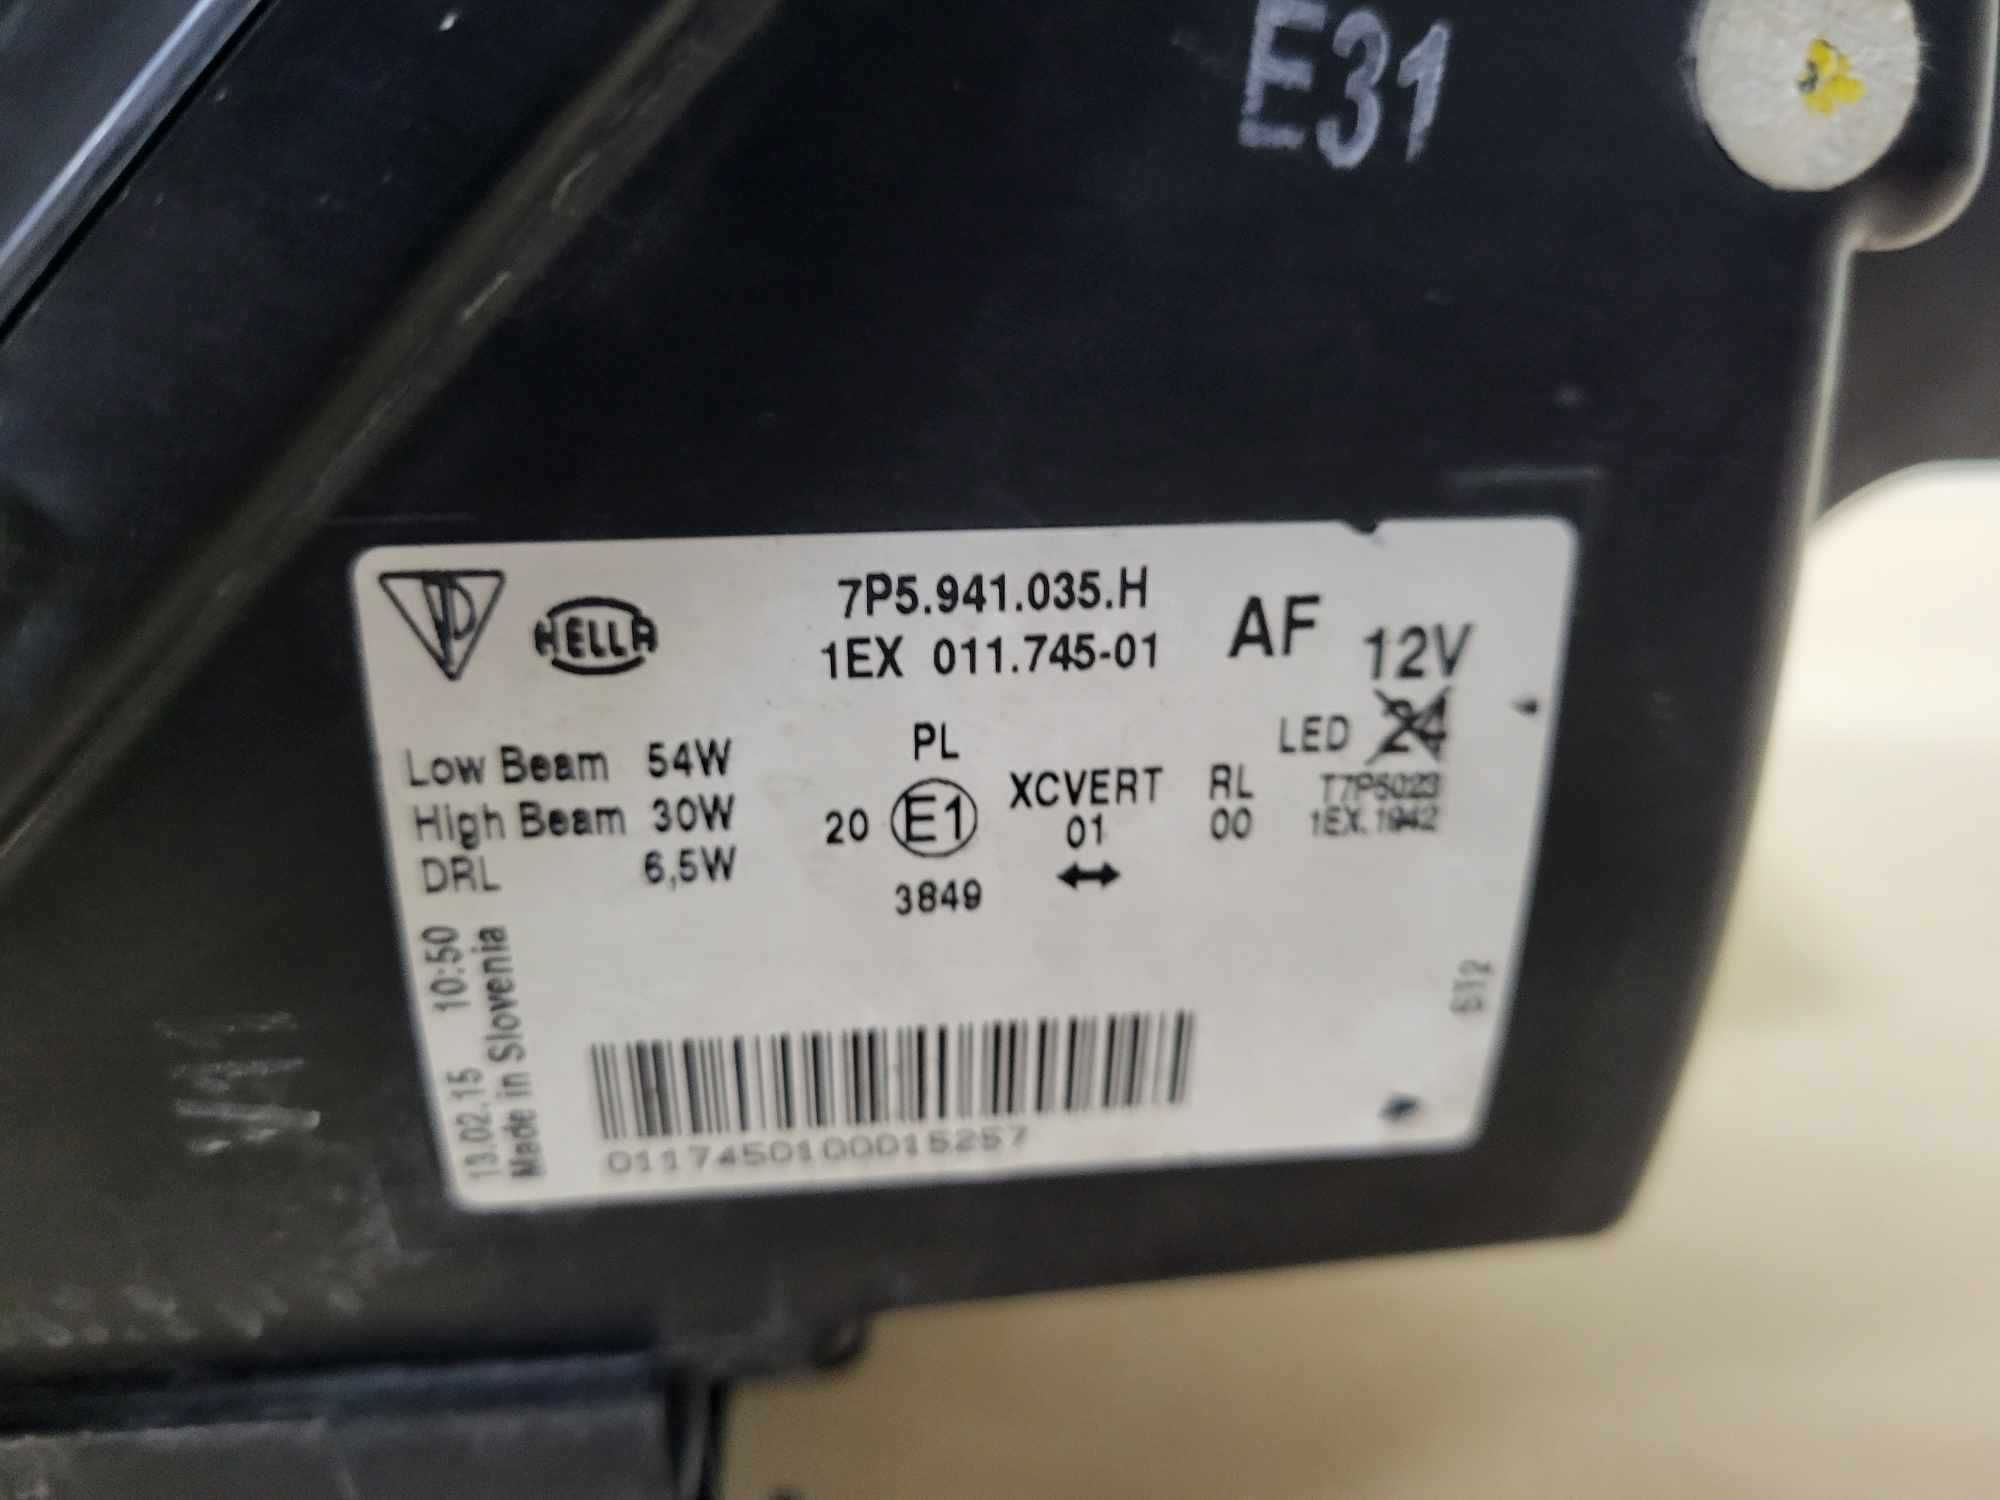 E31
HELLA
7P5.941.035.H
1EX 011.745-01
AF
12V
LED 24
Low Beam 54W
High Beam 30W
DRL 6,5W
PL
20 E1
3849
XCVERT
01
↔
RL
00
T7P5023
1EX.1942
13.02.15 10:50
Made in Slovenia
0117450100015257